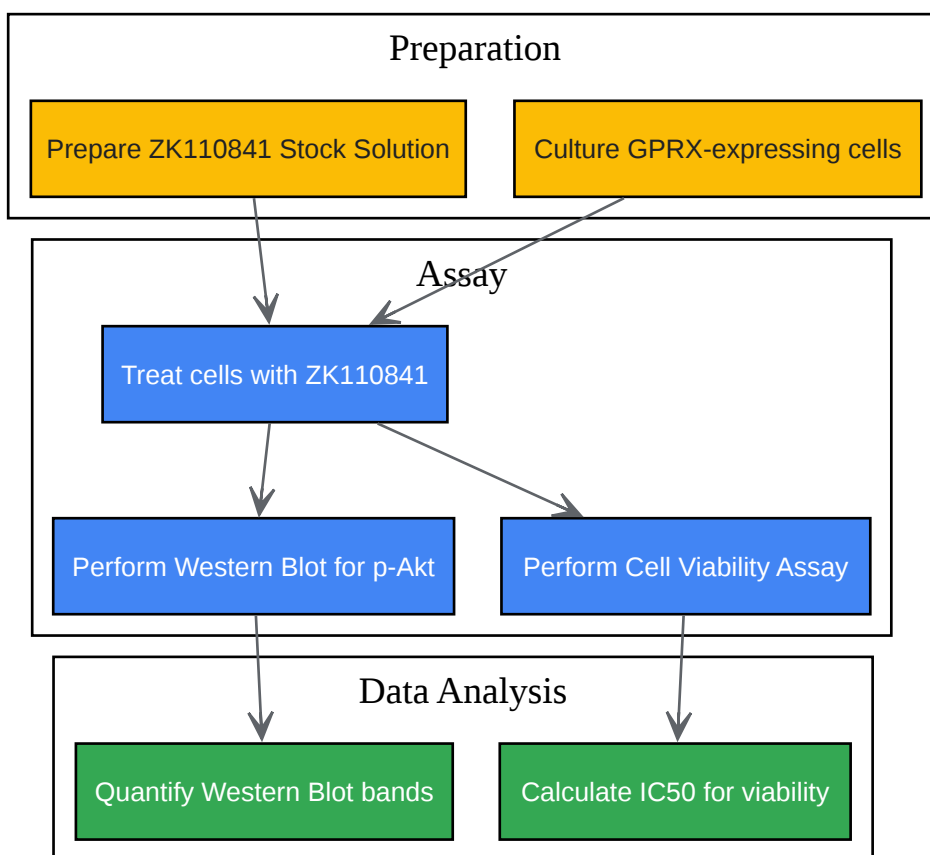 Preparation
Prepare ZK110841 Stock Solution
Culture GPRX-expressing cells
Assay
Treat cells with ZK110841
Perform Western Blot for p-Akt
Perform Cell Viability Assay
Data Analysis
Quantify Western Blot bands
Calculate IC50 for viability